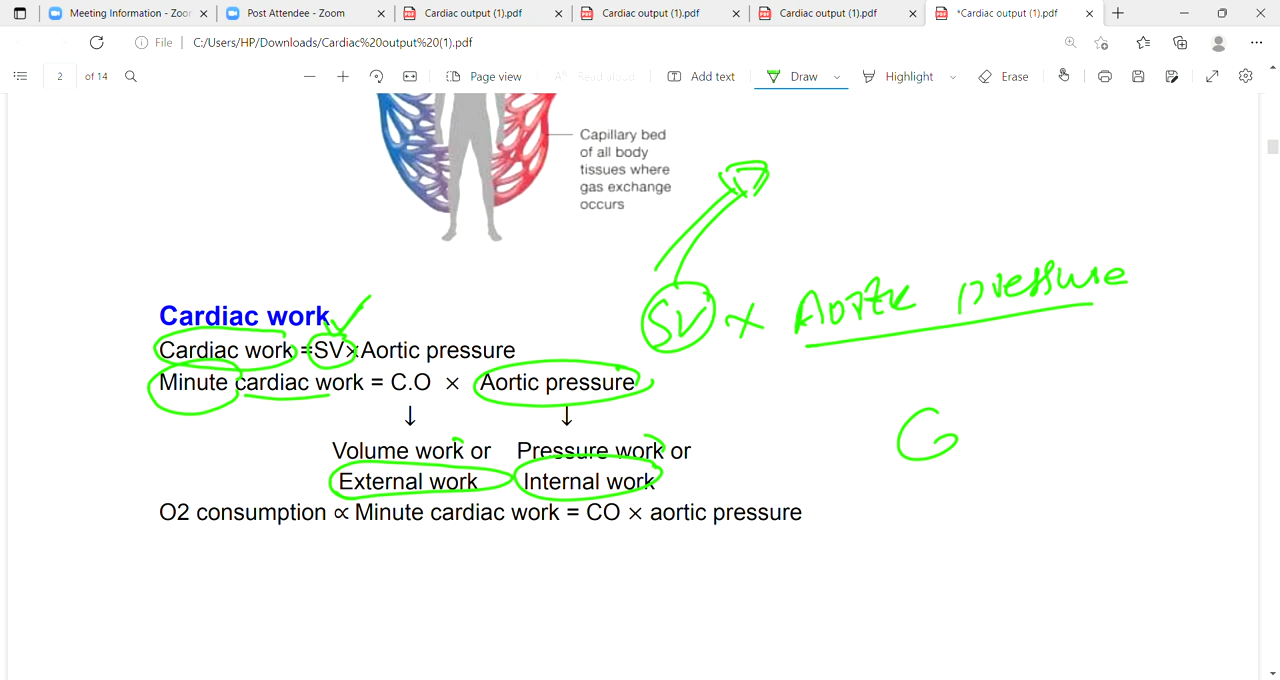 Meeting Information - Zoor
Post Attendee - Zoom
Cardiac output (1).pdf
Cardiac output (1).pdf
Cardiac output (1).pdf
*Cardiac output (1).pdf
File
C:/Users/HP/Downloads/Cardiac%20output%20(1).pdf
2 of 14
Page view
Read aloud
Add text
Draw
Highlight
Erase
Capillary bed
of all body
tissues where
gas exchange
occurs
SV × Aortic pressure
Cardiac work
Cardiac work =SV×Aortic pressure
Minute cardiac work = C.O × Aortic pressure
↓ ↓
Volume work or Pressure work or
External work Internal work
O2 consumption ∝ Minute cardiac work = CO × aortic pressure